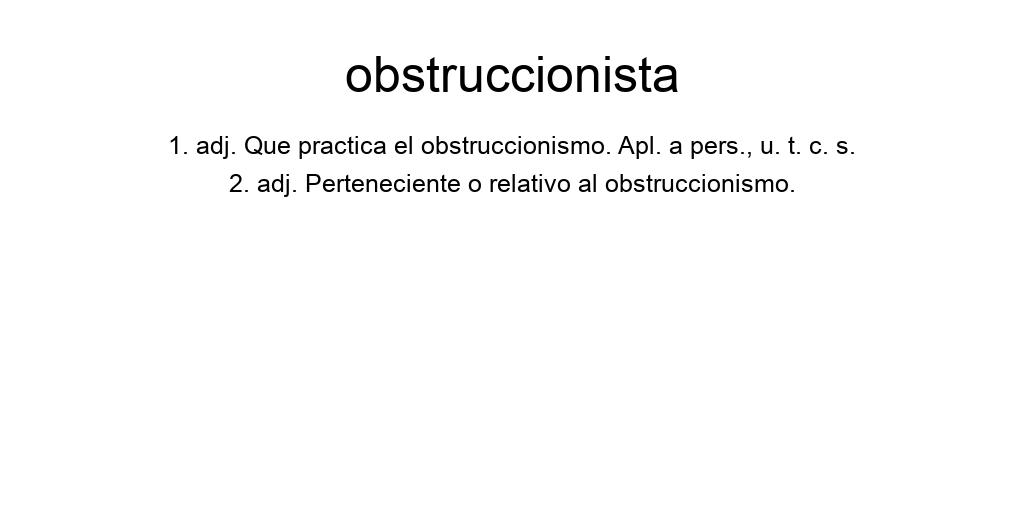 obstruccionista
1. adj. Que practica el obstruccionismo. Apl. a pers., u. t. c. s.
2. adj. Perteneciente o relativo al obstruccionismo.